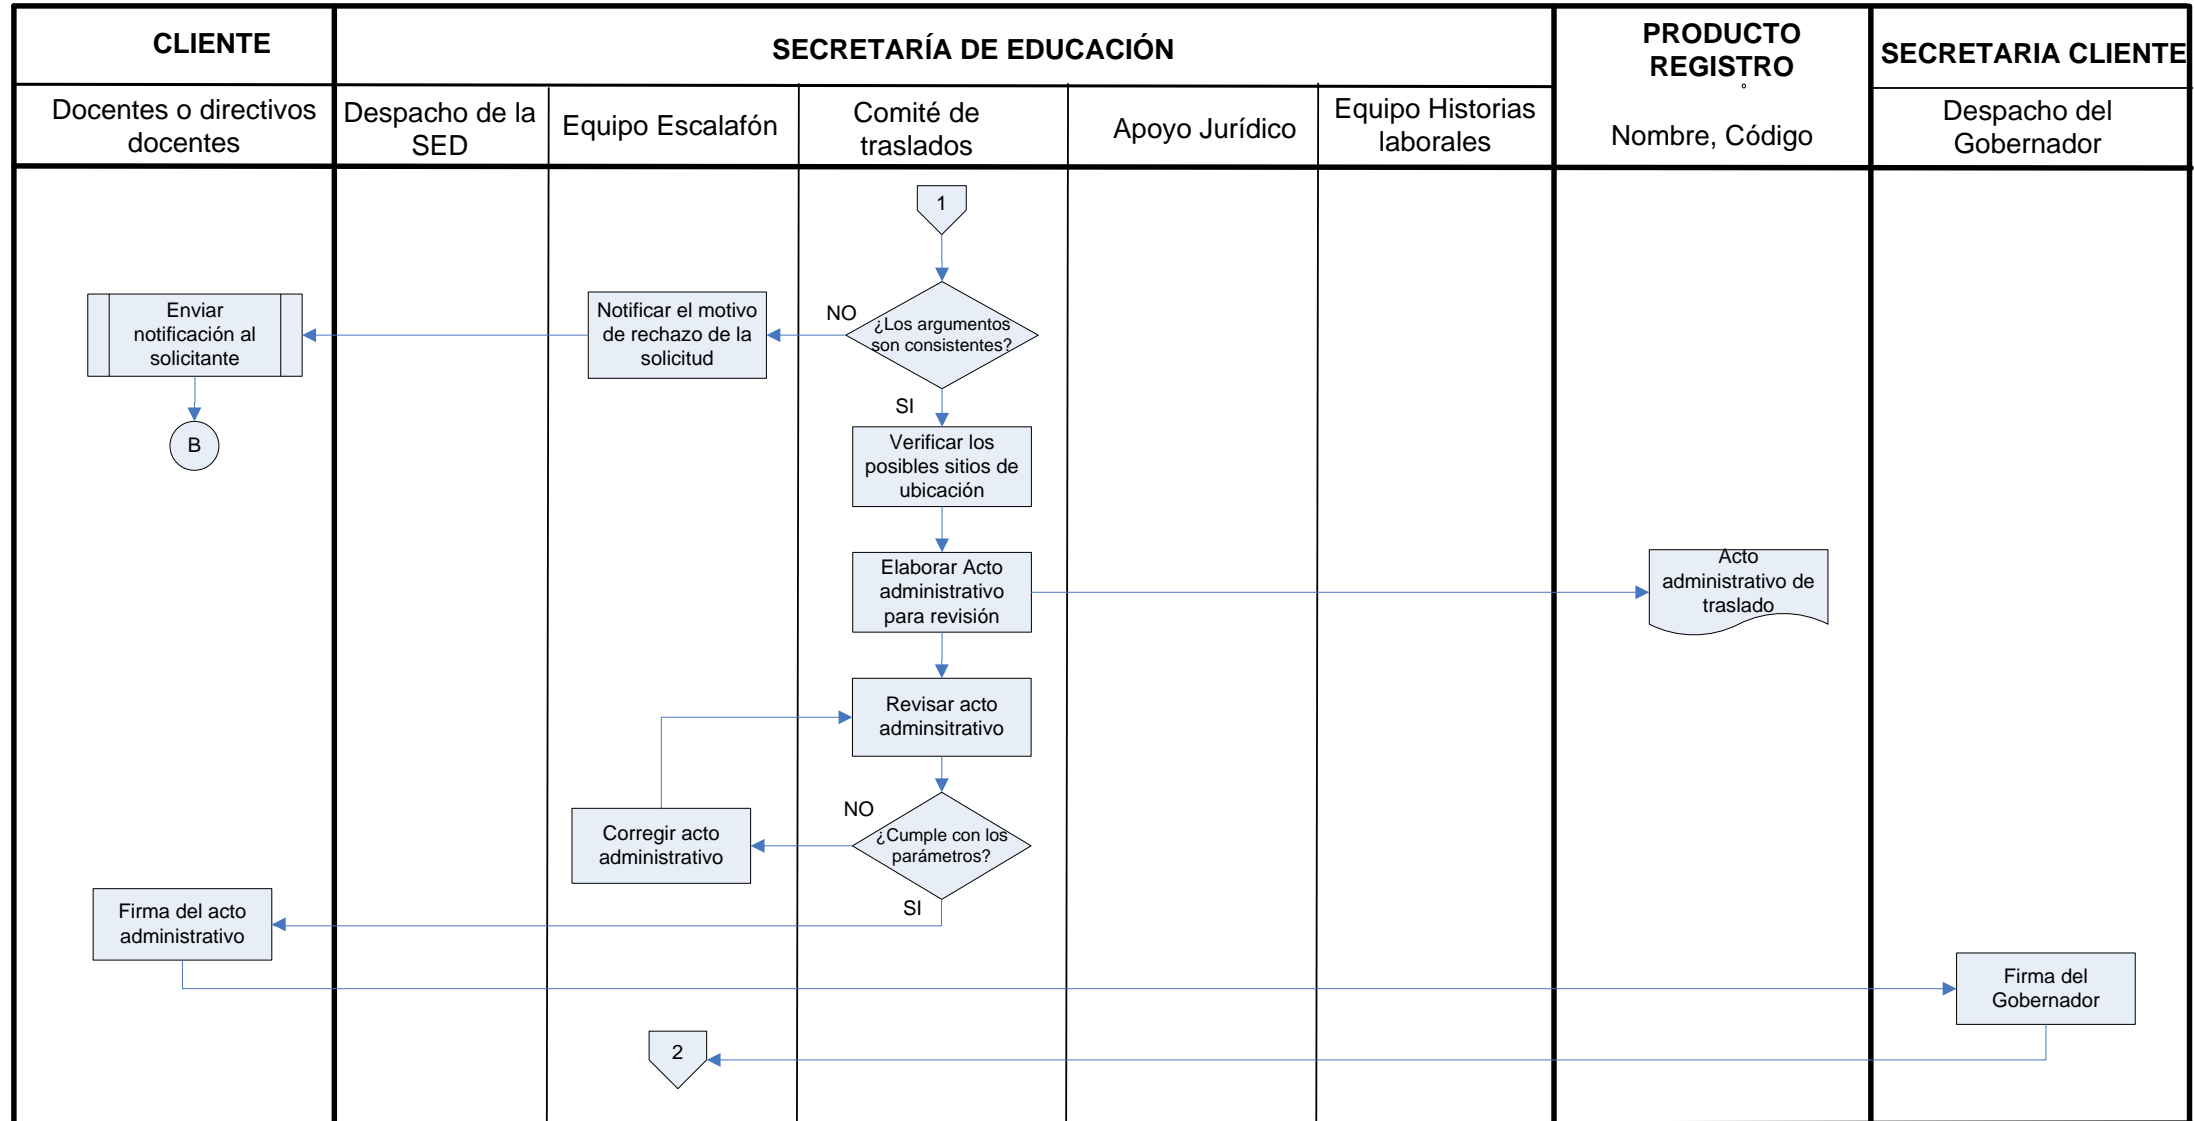 CLIENTE
SECRETARÍA DE EDUCACIÓN
PRODUCTO
REGISTRO
SECRETARIA CLIENTE
Docentes o directivos
docentes
Despacho de la
SED
Equipo Escalafón
Comité de
traslados
Apoyo Jurídico
Equipo Historias
laborales
Nombre, Código
Despacho del
Gobernador
1
¿Los argumentos
son consistentes?
NO
Notificar el motivo
de rechazo de la
solicitud
Enviar
notificación al
solicitante
B
SI
Verificar los
posibles sitios de
ubicación
Elaborar Acto
administrativo
para revisión
Acto
administrativo de
traslado
Revisar acto
adminsitrativo
¿Cumple con los
parámetros?
NO
Corregir acto
administrativo
SI
Firma del acto
administrativo
Firma del
Gobernador
2